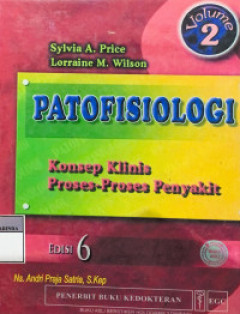 Volume
2
Sylvia A. Price
Lorraine M. Wilson
PATOFISIOLOGI
Konsep Klinis
Proses-Proses Penyakit
EDISI 6
Ns. Andri Praja Satria, S.Kep
PENERBIT BUKU KEDOKTERAN
EGC